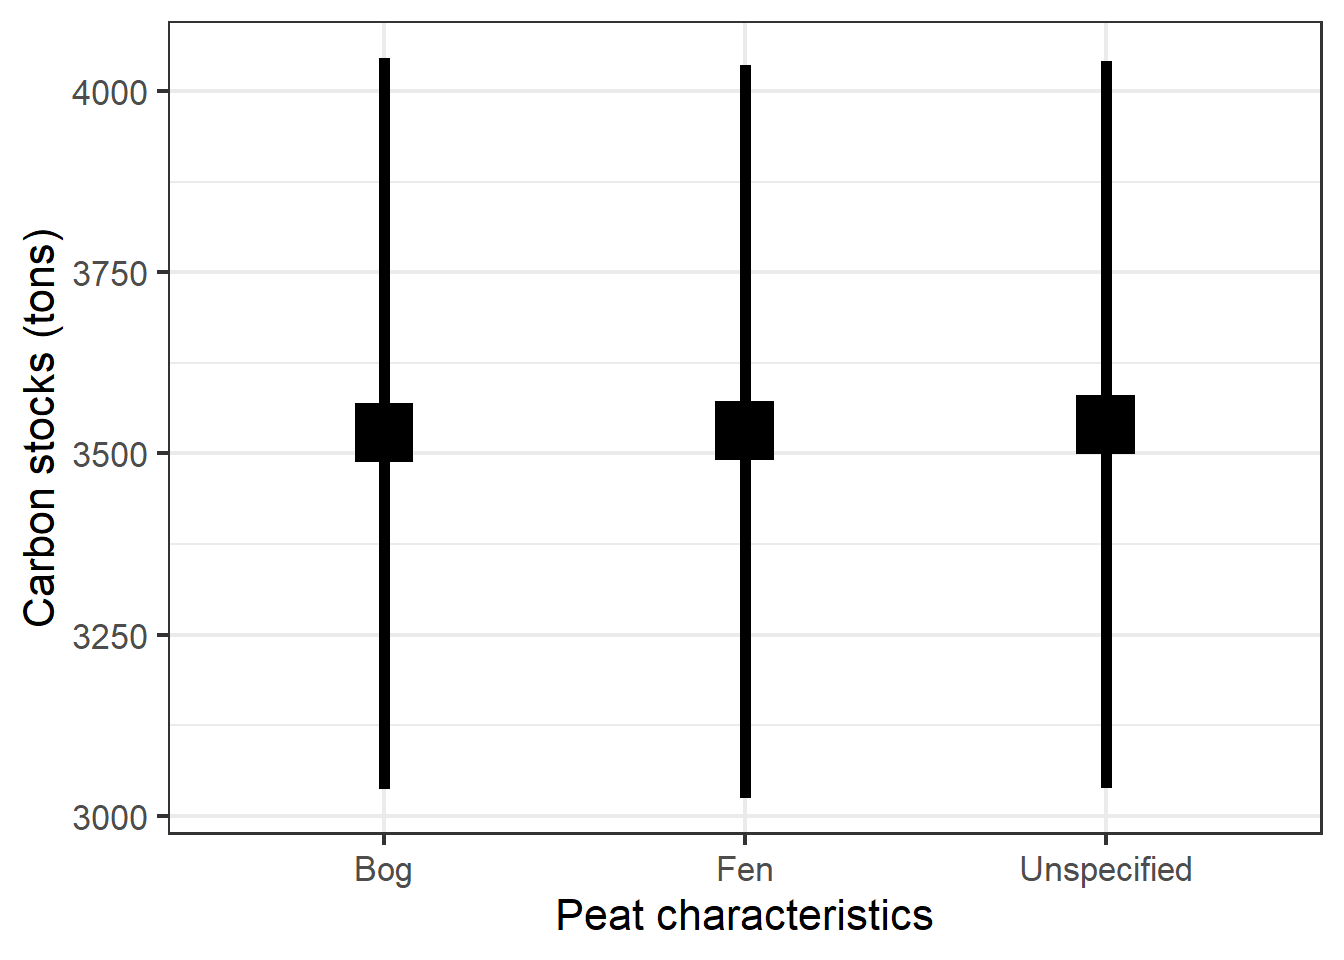 Carbon stocks (tons)
4000
3750
3500
3250
3000
Bog Fen Unspecified
Peat characteristics